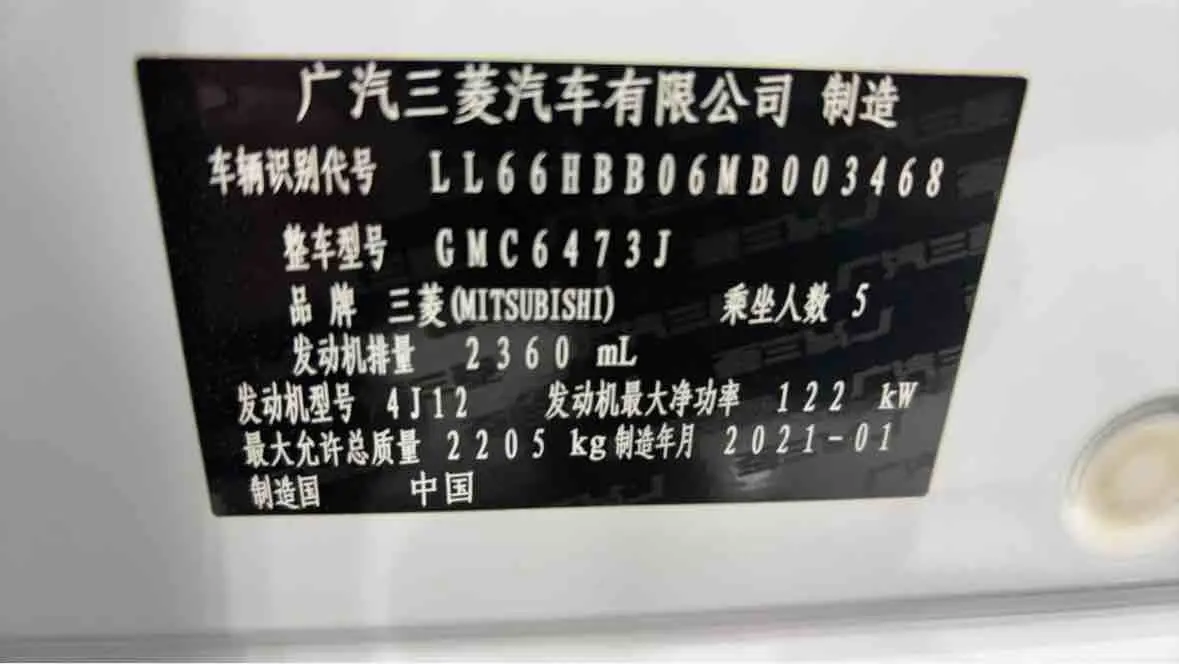 广汽三菱汽车有限公司 制造
车辆识别代号 LL66HBB06MB003468
整车型号 GMC6473J
品牌 三菱(MITSUBISHI) 乘坐人数 5
发动机排量 2360 mL
发动机型号 4J12 发动机最大净功率 122 kW
最大允许总质量 2205 kg 制造年月 2021-01
制造国 中国